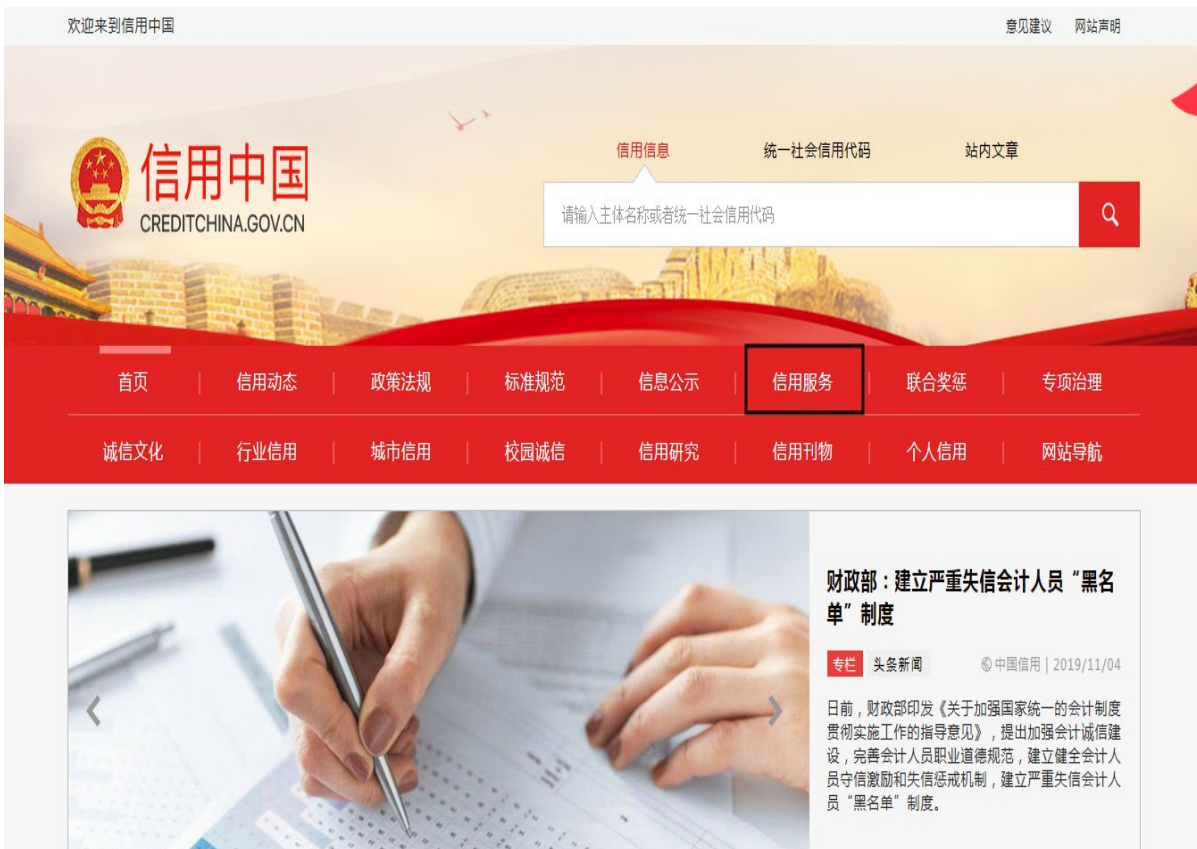 欢迎来到信用中国
意见建议 网站声明
信用中国
CREDITCHINA.GOV.CN
信用信息 统一社会信用代码 站内文章
请输入主体名称或者统一社会信用代码
首页 信用动态 政策法规 标准规范 信息公示 信用服务 联合奖惩 专项治理
诚信文化 行业信用 城市信用 校园诚信 信用研究 信用刊物 个人信用 网站导航
财政部：建立严重失信会计人员“黑名
单”制度
专栏 头条新闻 中国信用 | 2019/11/04
日前，财政部印发《关于加强国家统一的会计制度
贯彻实施工作的指导意见》，提出加强会计诚信建
设，完善会计人员职业道德规范，建立健全会计人
员守信激励和失信惩戒机制，建立严重失信会计人
员“黑名单”制度。